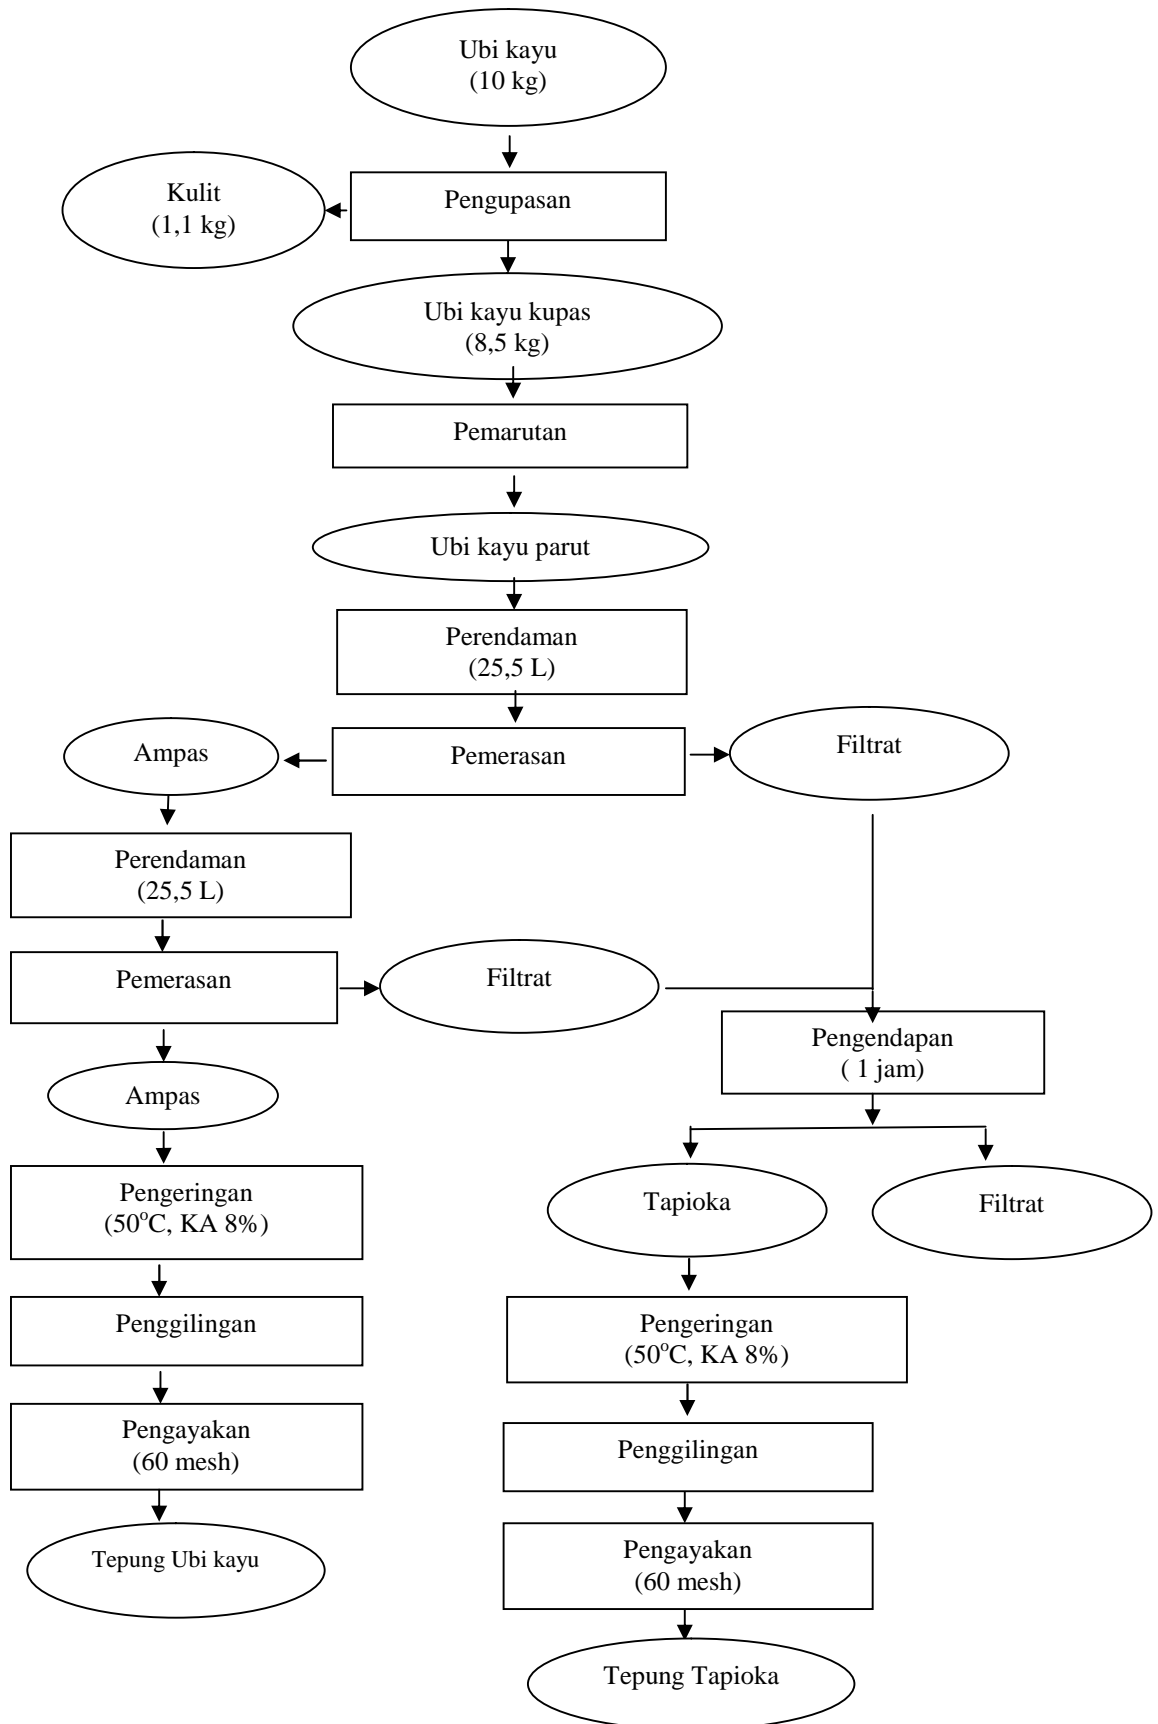 Ubi kayu
(10 kg)
Kulit
(1,1 kg)
Pengupasan
Ubi kayu kupas
(8,5 kg)
Pemarutan
Ubi kayu parut
Perendaman
(25,5 L)
Ampas
Pemerasan
Filtrat
Perendaman
(25,5 L)
Pemerasan
Filtrat
Pengendapan
( 1 jam)
Ampas
Pengeringan
(50°C, KA 8%)
Tapioka
Filtrat
Penggilingan
Pengeringan
(50°C, KA 8%)
Pengayakan
(60 mesh)
Penggilingan
Tepung Ubi kayu
Pengayakan
(60 mesh)
Tepung Tapioka